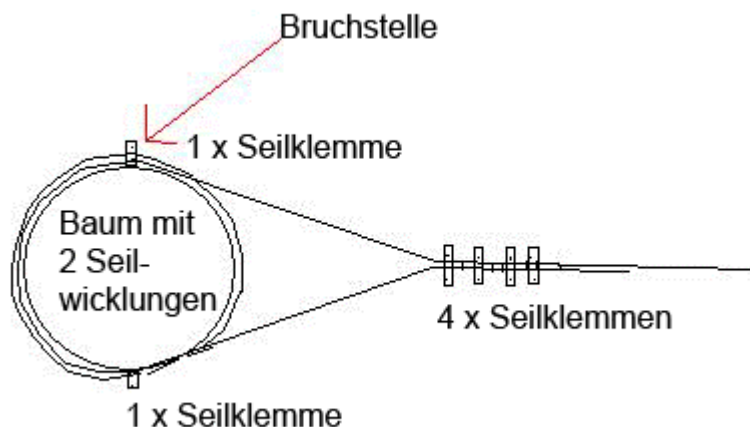 Bruchstelle
1 x Seilklemme
Baum mit
2 Seil-
wicklungen
4 x Seilklemmen
1 x Seilklemme